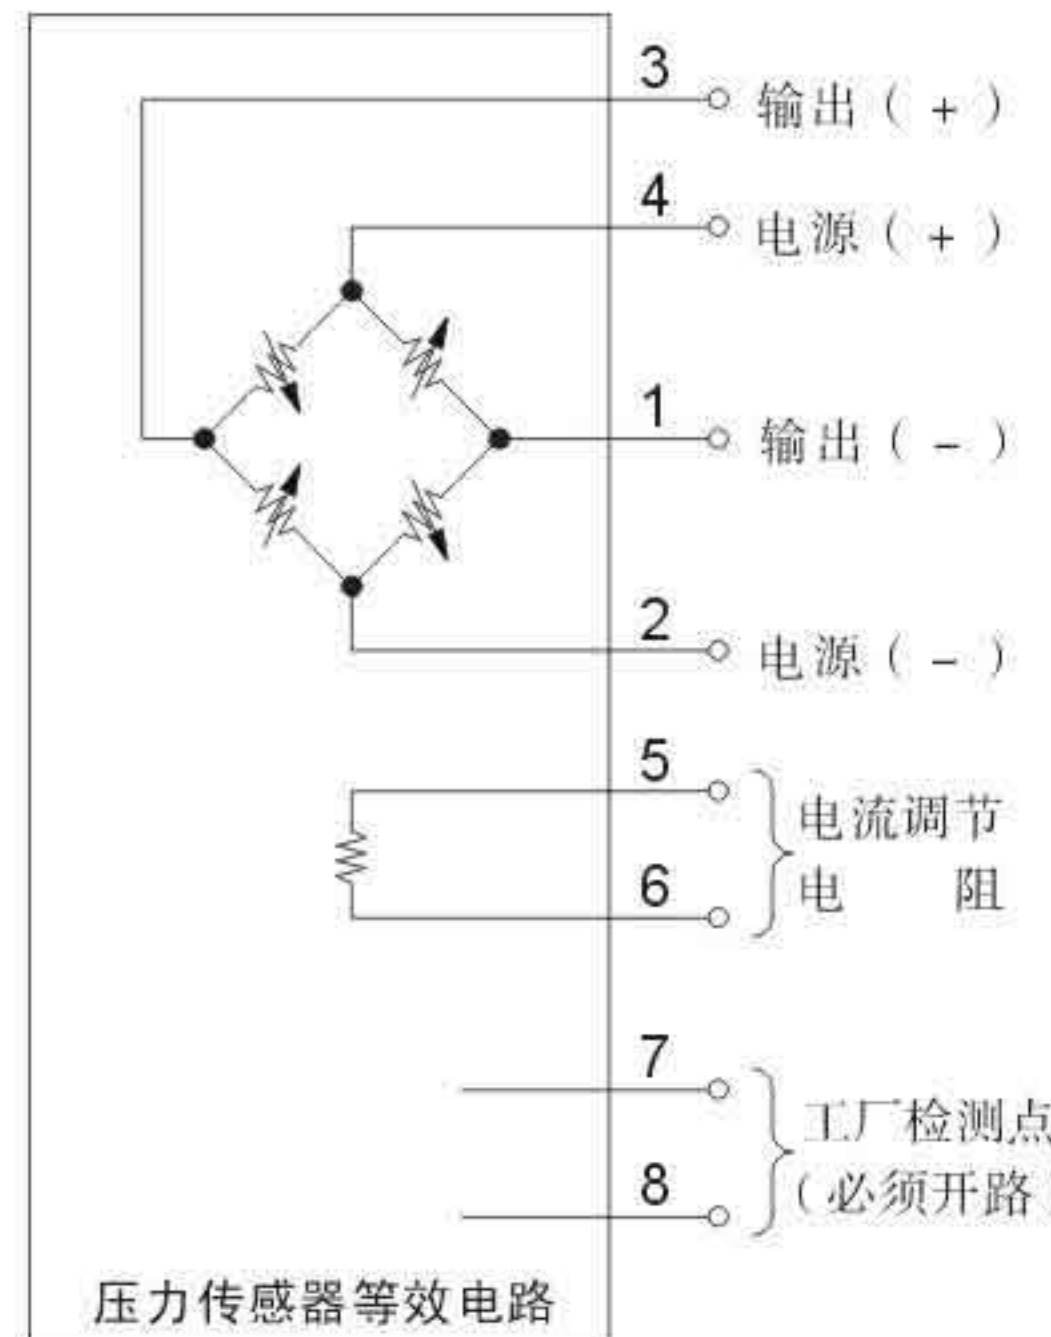 3
输出 ( + )
4
电源 ( + )
1
输出 ( - )
2
电源 ( - )
5
电流调节
6
电 阻
7
工厂检测点
8
( 必须开路 )
压力传感器等效电路